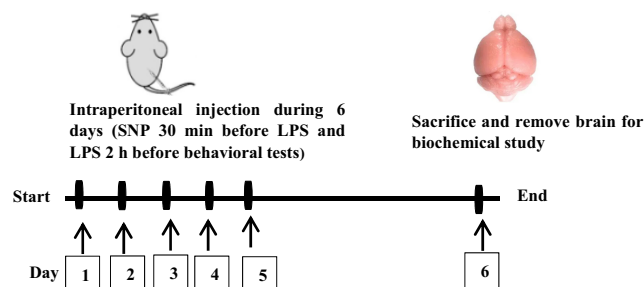 Intraperitoneal injection during 6
days (SNP 30 min before LPS and
LPS 2 h before behavioral tests)
Sacrifice and remove brain for
biochemical study
Start
End
Day
1
2
3
4
5
6